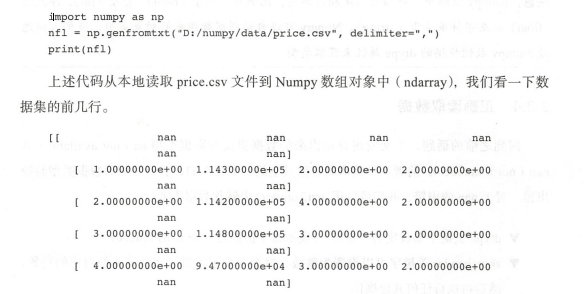 import numpy as np
nfl = np.genfromtxt("D:/numpy/data/price.csv", delimiter=",")
print(nfl)
上述代码从本地读取 price.csv 文件到 Numpy 数组对象中（ndarray），我们看一下数
据集的前几行。
[[
nan nan nan nan
nan nan]
[ 1.00000000e+00 1.14300000e+05 2.00000000e+00 2.00000000e+00
nan nan]
[ 2.00000000e+00 1.14200000e+05 4.00000000e+00 2.00000000e+00
nan nan]
[ 3.00000000e+00 1.14800000e+05 3.00000000e+00 2.00000000e+00
nan nan]
[ 4.00000000e+00 9.47000000e+04 3.00000000e+00 2.00000000e+00
nan nan]